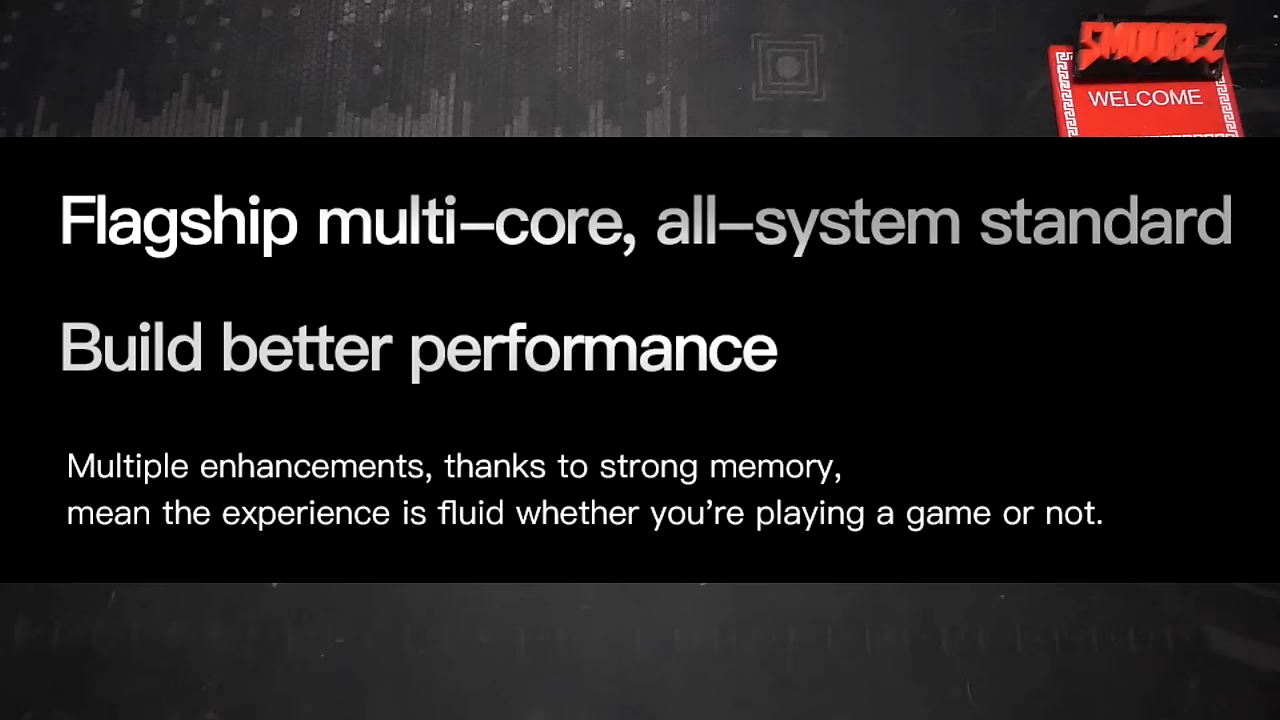 SMOOREZ
WELCOME
Flagship multi–core, all–system standard
Build better performance
Multiple enhancements, thanks to strong memory,
mean the experience is fluid whether you’re playing a game or not.